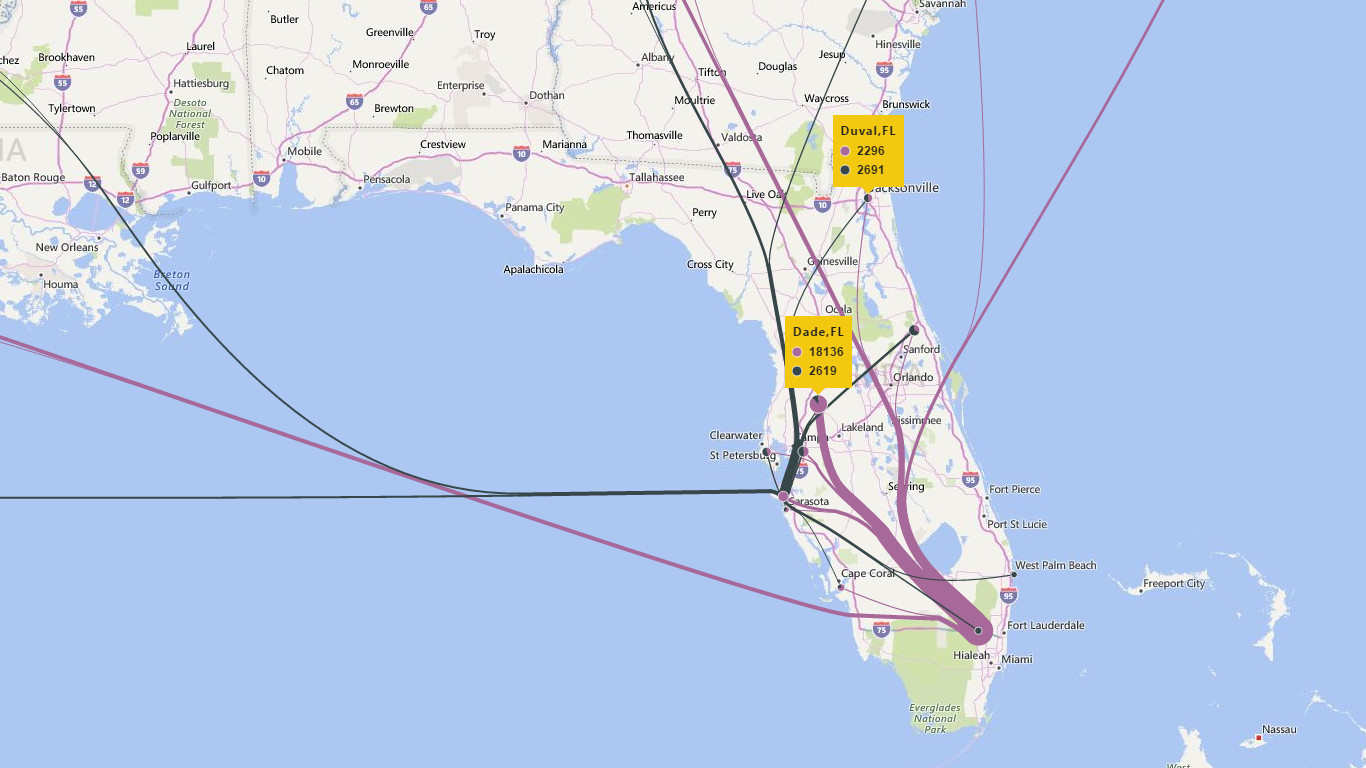 Americus
Savannah
55
65
Butler
Greenville
Troy
Hinesville
Laurel
Jesup
Brookhaven
chez
Albany
Chatom
Monroeville
Douglas
95
Tifton
55
Hattiesburg
Enterprise
Dothan
Waycross
Brunswick
65
Moultrie
Desoto
National
Forest
Tylertown
Brewton
Duval,FL
2296
2691
Poplarville
Thomasville
Valdosta
Crestview
Marianna
IA
Mobile
10
59
75
Baton Rouge
12
Gulfport
10
Pensacola
Tallahassee
Jacksonville
Live Oak
12
10
Panama City
Perry
New Orleans
Gainesville
Cross City
Apalachicola
Breton
Sound
Houma
Ocala
Dade,FL
18136
2619
Sanford
Orlando
Kissimmee
Lakeland
Clearwater
Tampa
St Petersburg
75
95
Sebring
Fort Pierce
Sarasota
Port St Lucie
West Palm Beach
Cape Coral
Freeport City
95
75
Fort Lauderdale
Hialeah
Miami
Everglades
National
Park
Nassau
West